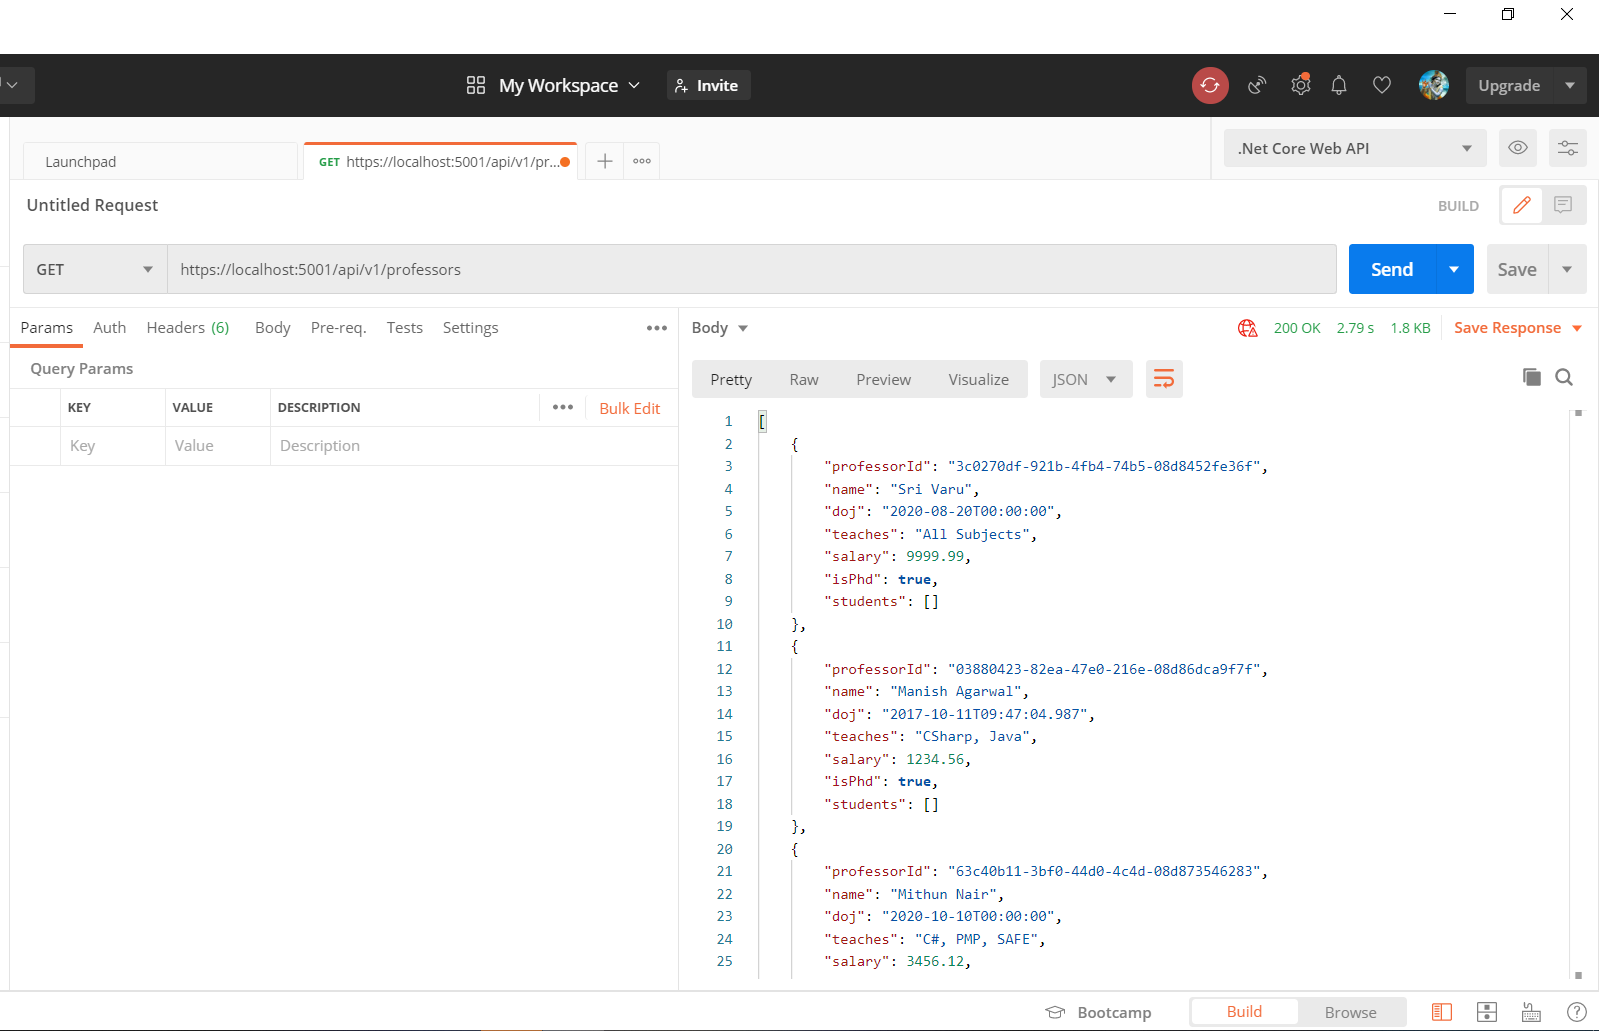 My Workspace
Invite
Upgrade
Launchpad
GET https://localhost:5001/api/v1/pr...
.Net Core Web API
Untitled Request
BUILD
GET
https://localhost:5001/api/v1/professors
Send
Save
Params Auth Headers (6) Body Pre-req. Tests Settings
Body
200 OK 2.79 s 1.8 KB Save Response
Query Params
KEY VALUE DESCRIPTION Bulk Edit
Key Value Description
Pretty Raw Preview Visualize JSON
1 [
2 {
3 "professorId": "3c0270df-921b-4fb4-74b5-08d8452fe36f",
4 "name": "Sri Varu",
5 "doj": "2020-08-20T00:00:00",
6 "teaches": "All Subjects",
7 "salary": 9999.99,
8 "isPhd": true,
9 "students": []
10 },
11 {
12 "professorId": "03880423-82ea-47e0-216e-08d86dca9f7f",
13 "name": "Manish Agarwal",
14 "doj": "2017-10-11T09:47:04.987",
15 "teaches": "CSharp, Java",
16 "salary": 1234.56,
17 "isPhd": true,
18 "students": []
19 },
20 {
21 "professorId": "63c40b11-3bf0-44d0-4c4d-08d873546283",
22 "name": "Mithun Nair",
23 "doj": "2020-10-10T00:00:00",
24 "teaches": "C#, PMP, SAFE",
25 "salary": 3456.12,
Bootcamp
Build
Browse